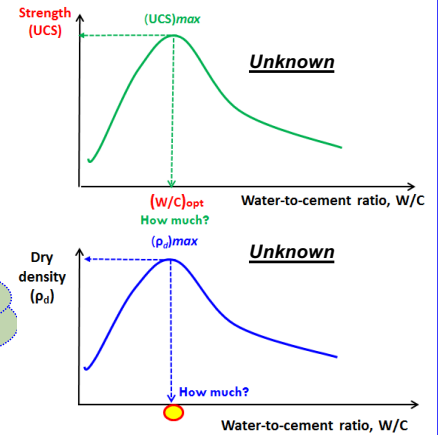 Strength
(UCS)
(UCS)max
Unknown
(W/C)opt
Water-to-cement ratio, W/C
How much?
(ρd)max
Unknown
Dry
density
(ρd)
How much?
Water-to-cement ratio, W/C